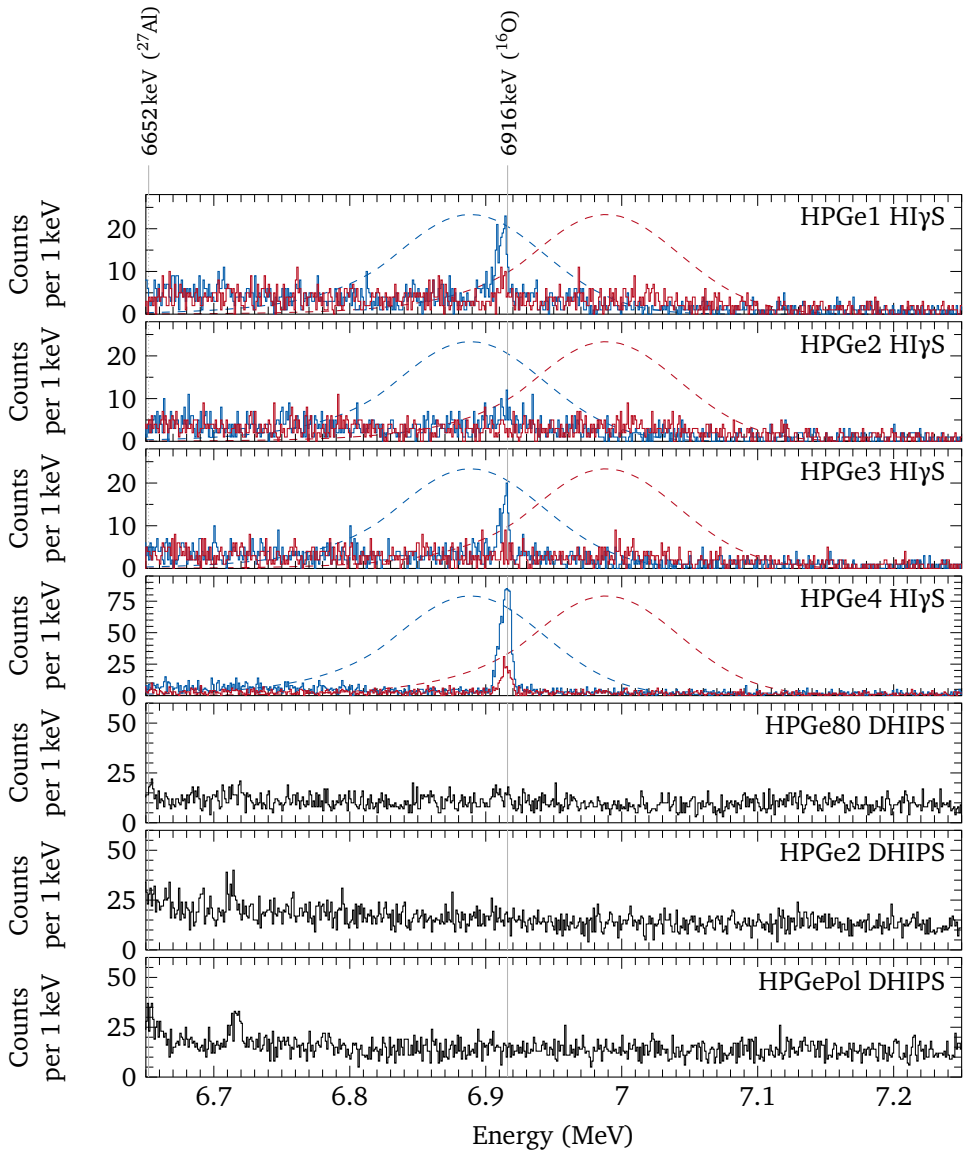 6652 keV (²⁷Al)
6916 keV (¹⁶O)
HPGe1 HIγS
Counts
per 1 keV
20
10
0
HPGe2 HIγS
Counts
per 1 keV
20
10
0
HPGe3 HIγS
Counts
per 1 keV
20
10
0
HPGe4 HIγS
Counts
per 1 keV
75
50
25
0
HPGe80 DHIPS
Counts
per 1 keV
50
25
0
HPGe2 DHIPS
Counts
per 1 keV
50
25
0
HPGePol DHIPS
Counts
per 1 keV
50
25
0
6.7 6.8 6.9 7 7.1 7.2
Energy (MeV)